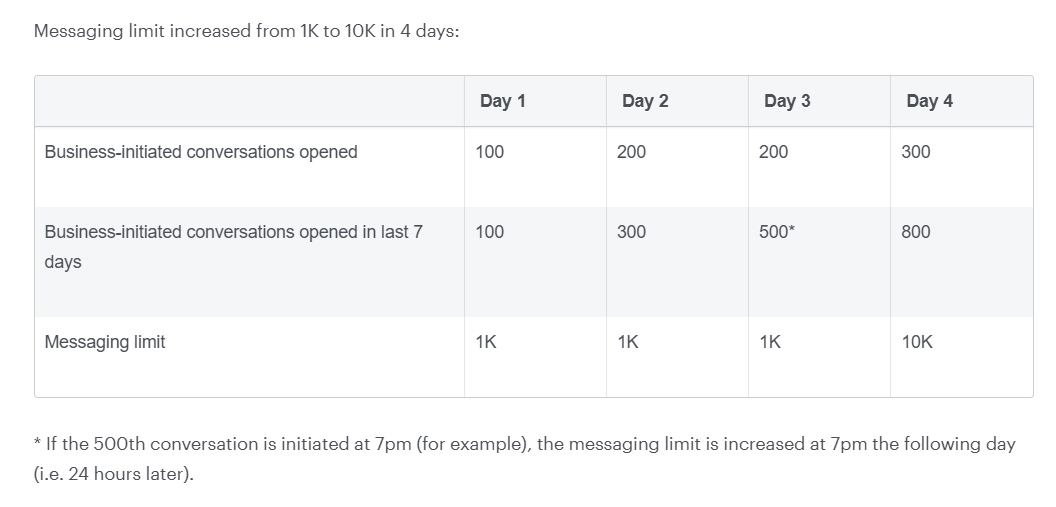 Messaging limit increased from 1K to 10K in 4 days:
Day 1 Day 2 Day 3 Day 4
Business-initiated conversations opened 100 200 200 300
Business-initiated conversations opened in last 7 100 300 500* 800
days
Messaging limit 1K 1K 1K 10K
* If the 500th conversation is initiated at 7pm (for example), the messaging limit is increased at 7pm the following day
(i.e. 24 hours later).